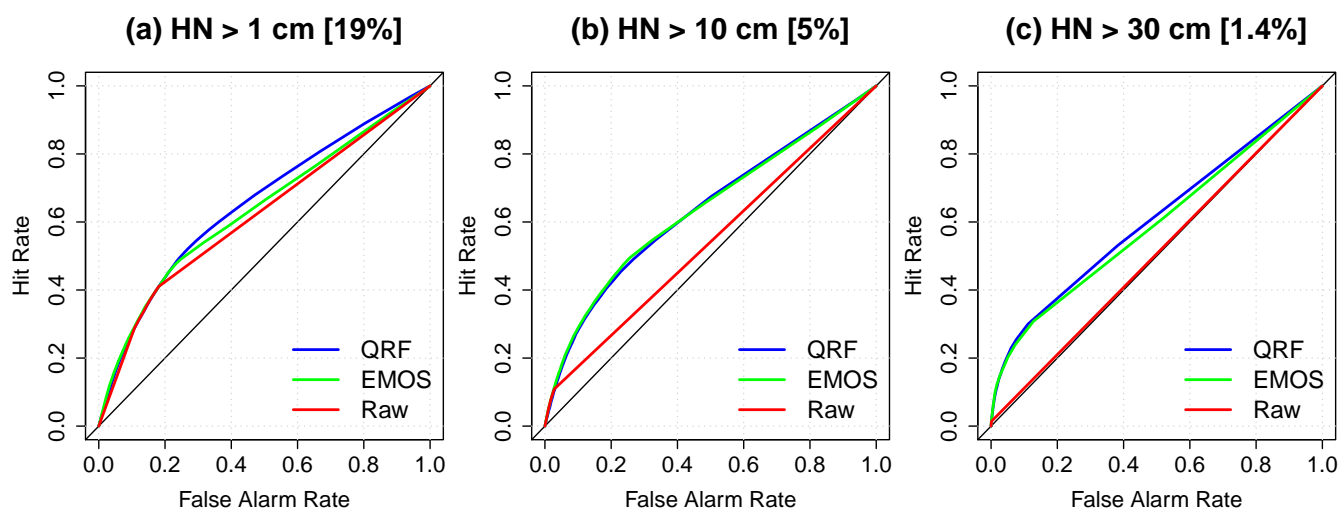 (a) HN > 1 cm [19%]
Hit Rate
1.0
0.8
0.6
0.4
0.2
0.0
QRF
EMOS
Raw
0.0 0.2 0.4 0.6 0.8 1.0
False Alarm Rate
(b) HN > 10 cm [5%]
Hit Rate
1.0
0.8
0.6
0.4
0.2
0.0
QRF
EMOS
Raw
0.0 0.2 0.4 0.6 0.8 1.0
False Alarm Rate
(c) HN > 30 cm [1.4%]
Hit Rate
1.0
0.8
0.6
0.4
0.2
0.0
QRF
EMOS
Raw
0.0 0.2 0.4 0.6 0.8 1.0
False Alarm Rate